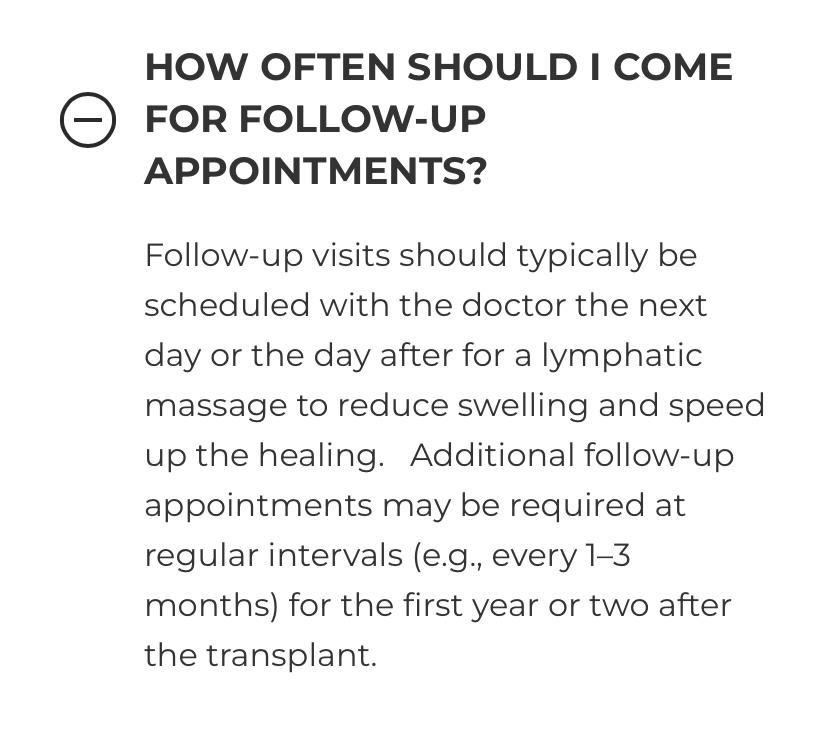 HOW OFTEN SHOULD I COME
FOR FOLLOW-UP
APPOINTMENTS?
Follow-up visits should typically be
scheduled with the doctor the next
day or the day after for a lymphatic
massage to reduce swelling and speed
up the healing.   Additional follow-up
appointments may be required at
regular intervals (e.g., every 1–3
months) for the first year or two after
the transplant.